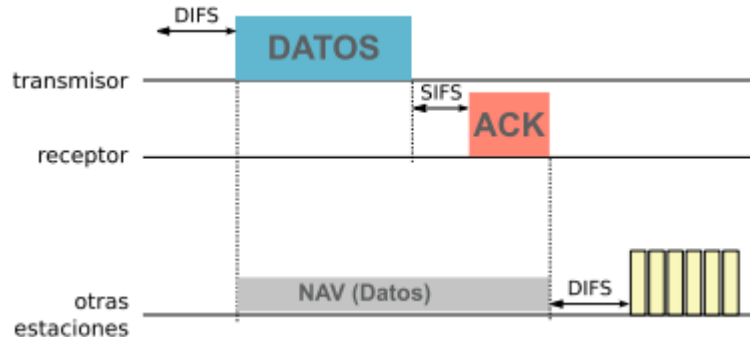 DIFS
DATOS
transmisor
SIFS
ACK
receptor
NAV (Datos)
DIFS
otras
estaciones